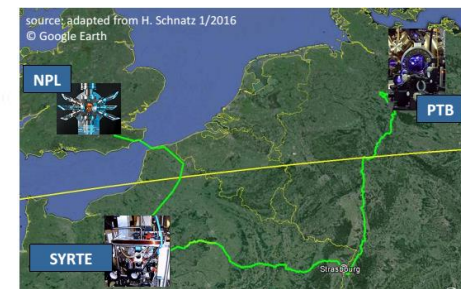 source: adapted from H. Schnatz 1/2016
© Google Earth
NPL
PTB
SYRTE
Strasbourg